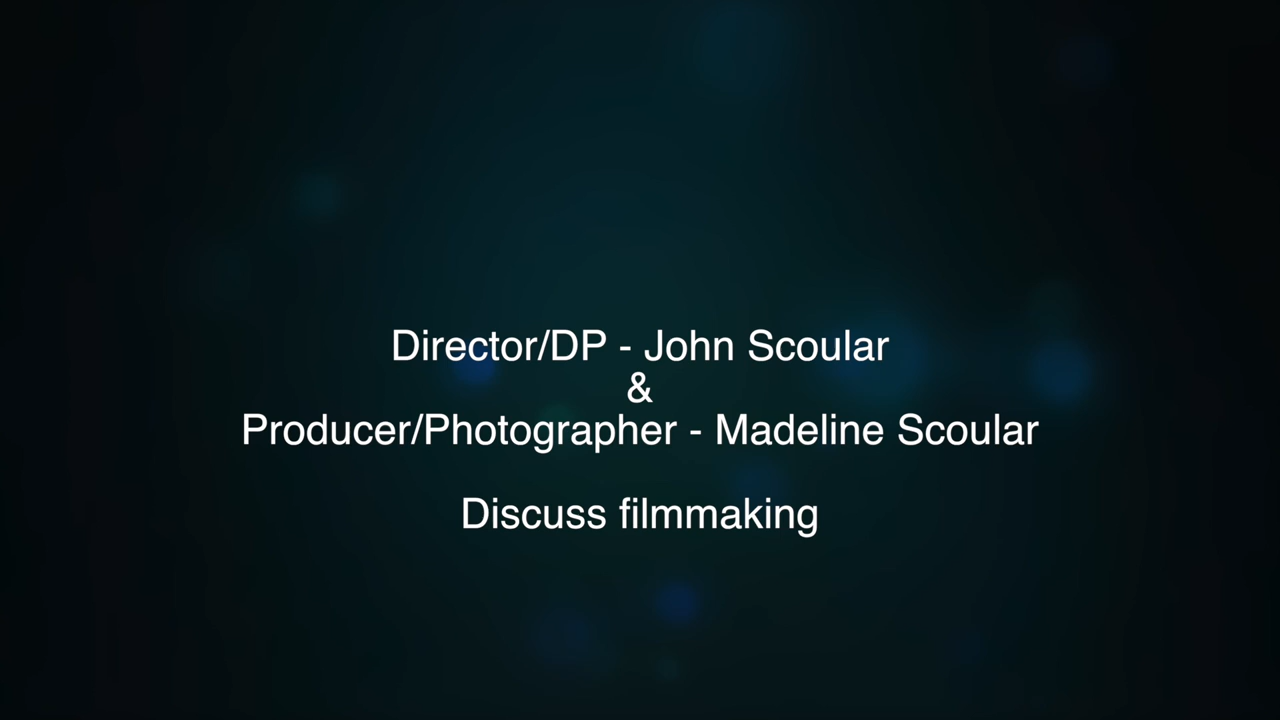 Director/DP - John Scoular
&
Producer/Photographer - Madeline Scoular
Discuss filmmaking